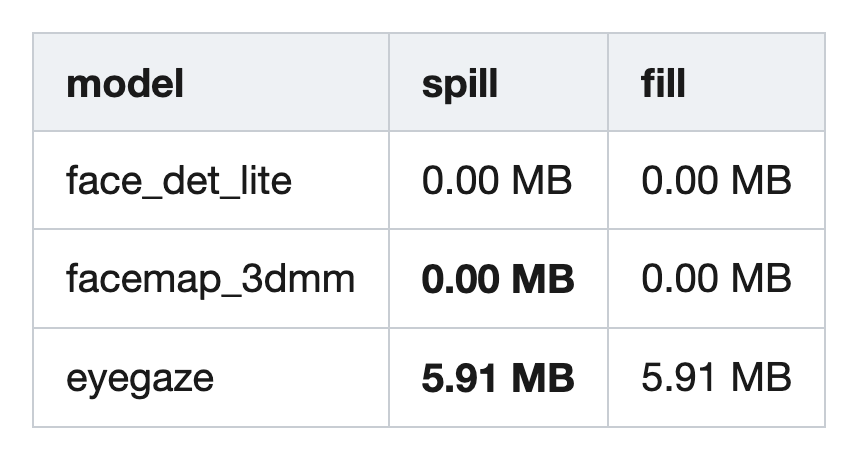 model spill fill
face_det_lite 0.00 MB 0.00 MB
facemap_3dmm 0.00 MB 0.00 MB
eyegaze 5.91 MB 5.91 MB